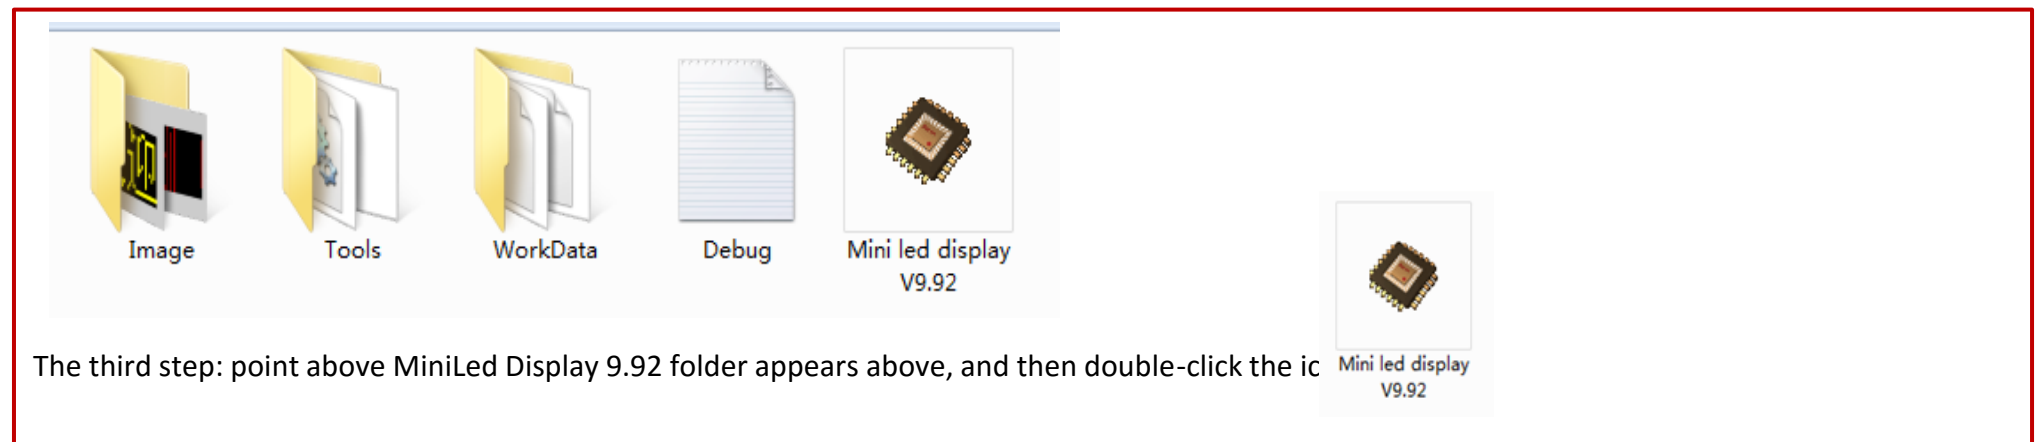 Image
Tools
WorkData
Debug
Mini led display
V9.92
The third step: point above MiniLed Display 9.92 folder appears above, and then double-click the ic
Mini led display
V9.92